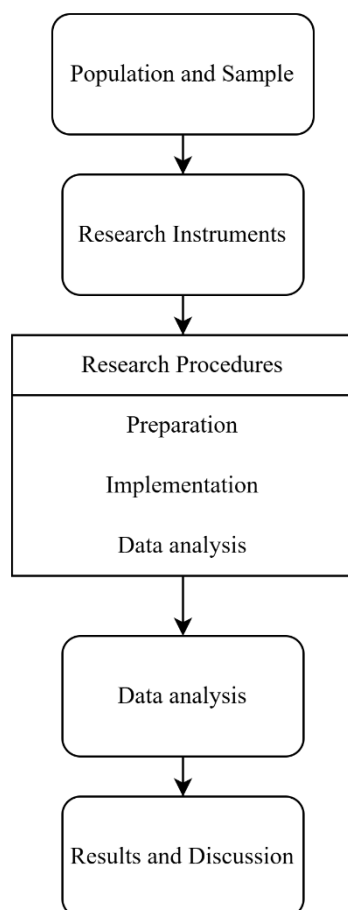 Population and Sample
Research Instruments
Research Procedures
Preparation
Implementation
Data analysis
Data analysis
Results and Discussion